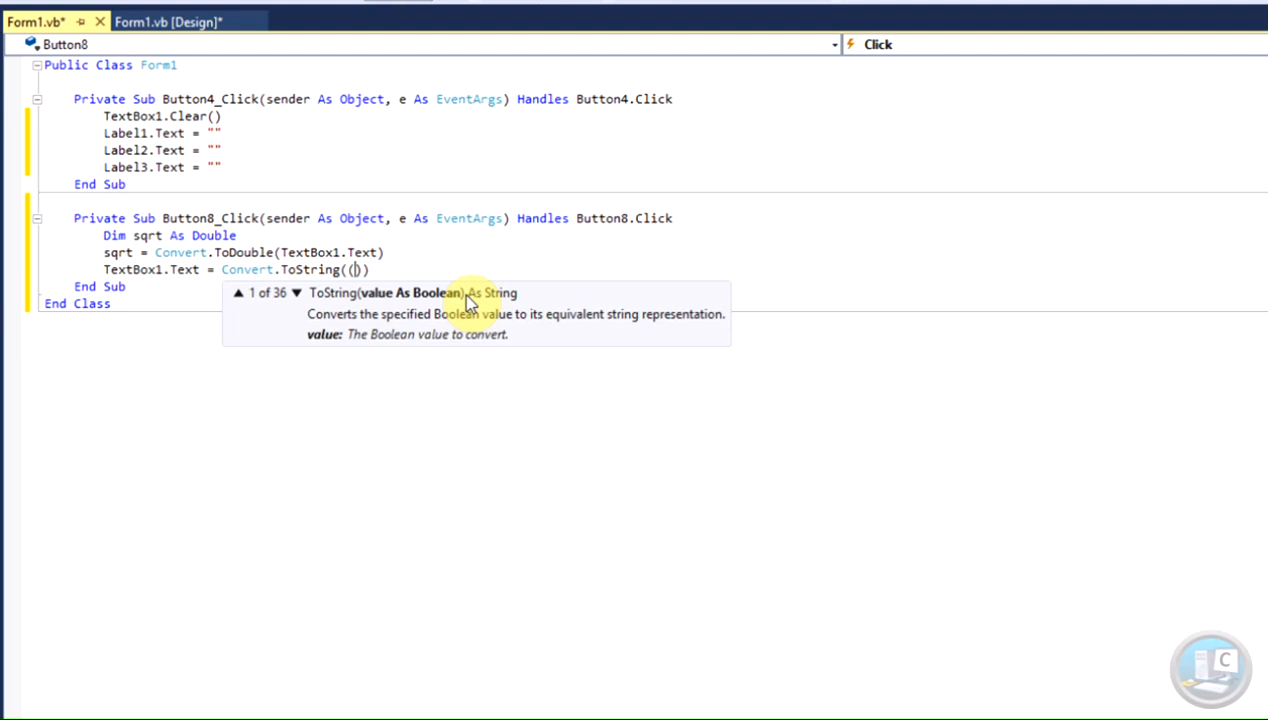 Form1.vb* Form1.vb [Design]*
Button8 Click
Public Class Form1
Private Sub Button4_Click(sender As Object, e As EventArgs) Handles Button4.Click
TextBox1.Clear()
Label1.Text = ""
Label2.Text = ""
Label3.Text = ""
End Sub
Private Sub Button8_Click(sender As Object, e As EventArgs) Handles Button8.Click
Dim sqrt As Double
sqrt = Convert.ToDouble(TextBox1.Text)
TextBox1.Text = Convert.ToString(())
End Sub
▲ 1 of 36 ▼ ToString(value As Boolean) As String
End Class
Converts the specified Boolean value to its equivalent string representation.
value: The Boolean value to convert.
C